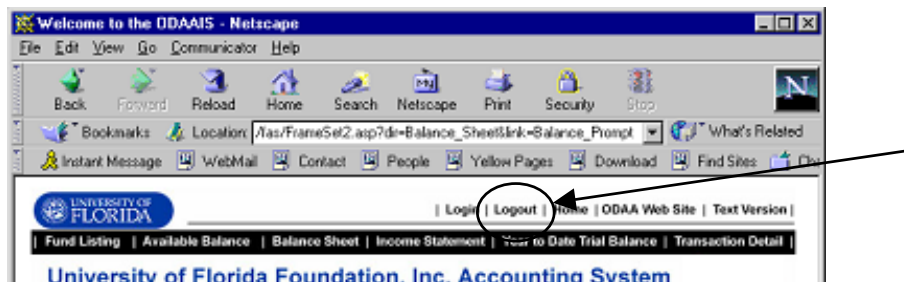 Welcome to the ODAAIS - Netscape
File Edit View Go Communicator Help
Back Forward Reload Home Search Netscape Print Security Stop N
Bookmarks Location: /fas/FrameSet2.asp?dir=Balance_Sheet&link=Balance_Prompt What's Related
Instant Message WebMail Contact People Yellow Pages Download Find Sites
UNIVERSITY OF
FLORIDA
| Login | Logout | Home | ODAA Web Site | Text Version |
| Fund Listing | Available Balance | Balance Sheet | Income Statement | Year to Date Trial Balance | Transaction Detail |
University of Florida Foundation, Inc. Accounting System